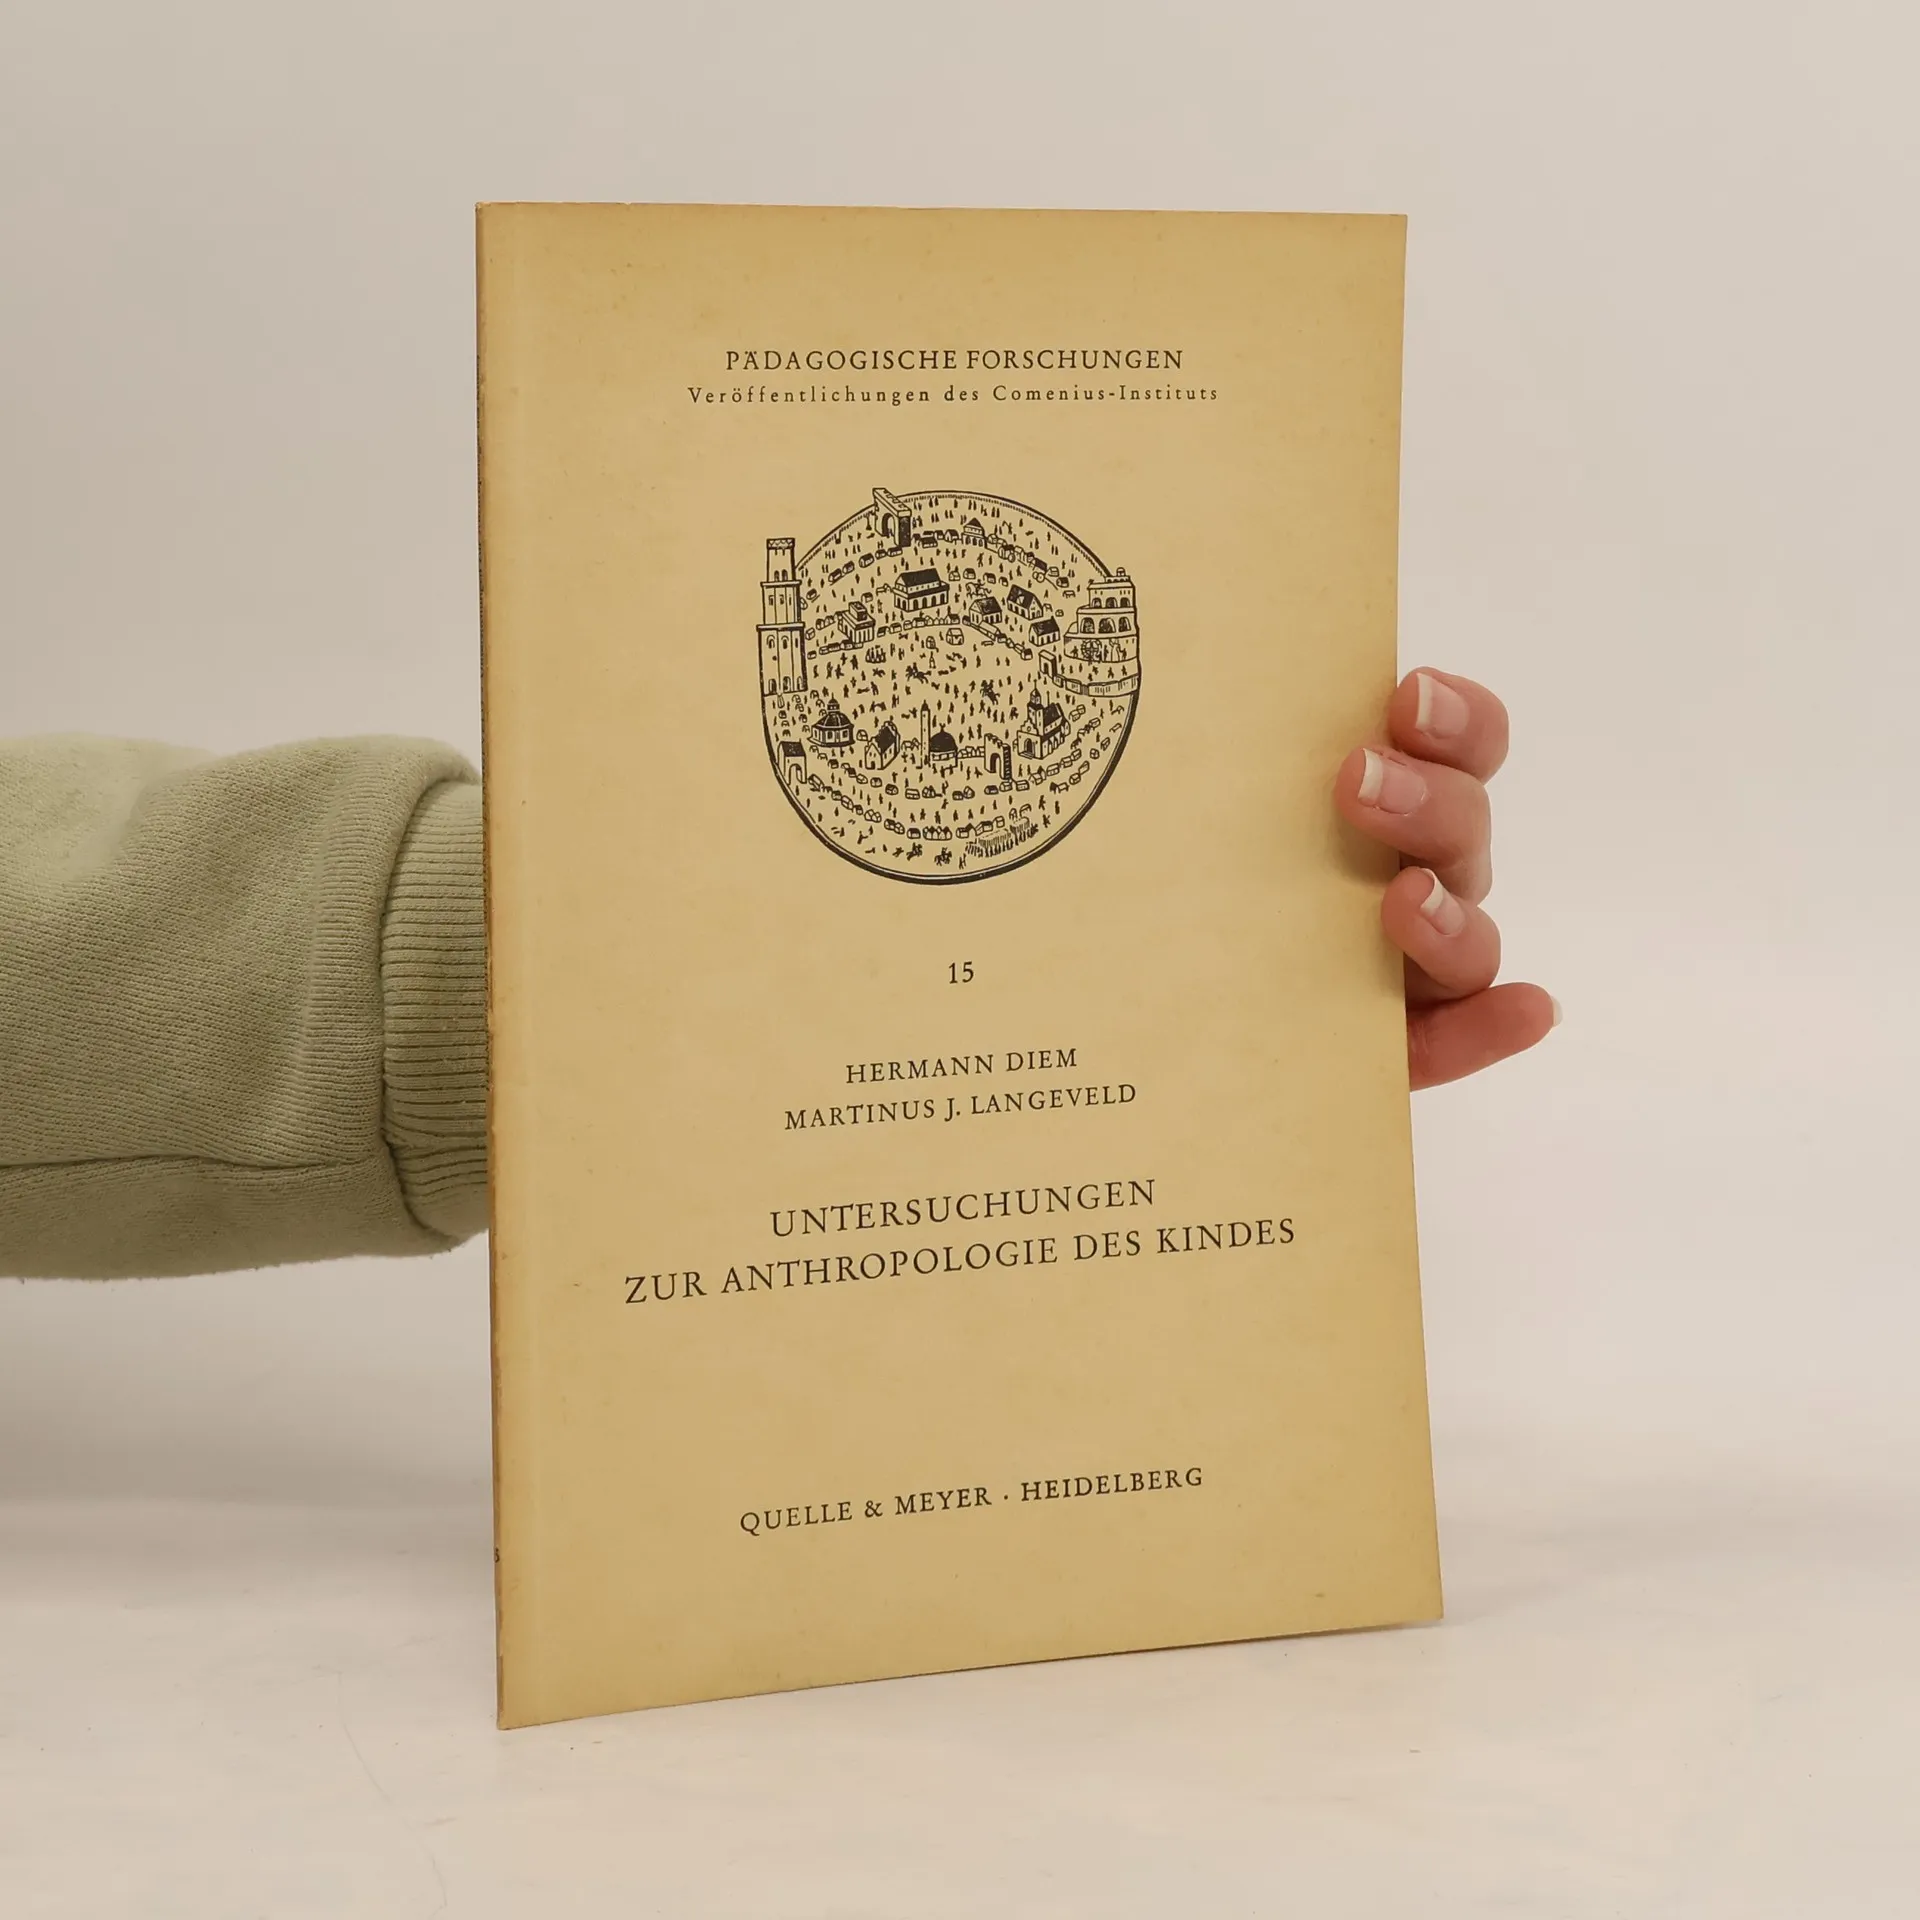 PÄDAGOGISCHE FORSCHUNGEN
Veröffentlichungen des Comenius-Instituts
15
HERMANN DIEM
MARTINUS J. LANGEVELD
UNTERSUCHUNGEN
ZUR ANTHROPOLOGIE DES KINDES
QUELLE & MEYER · HEIDELBERG